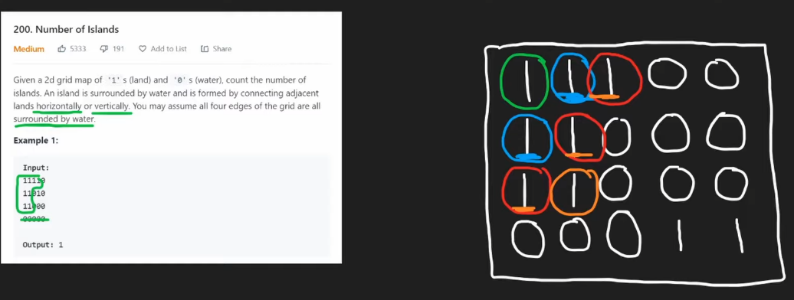 200. Number of Islands
Medium 5333 191 Add to List Share
Given a 2d grid map of '1's (land) and '0's (water), count the number of
islands. An island is surrounded by water and is formed by connecting adjacent
lands horizontally or vertically. You may assume all four edges of the grid are all
surrounded by water.
Example 1:
Input:
11110
11010
11000
00000
Output: 1
1 1 1 0 0
1 1 0 0 0
1 1 0 0 0
0 0 0 1 1